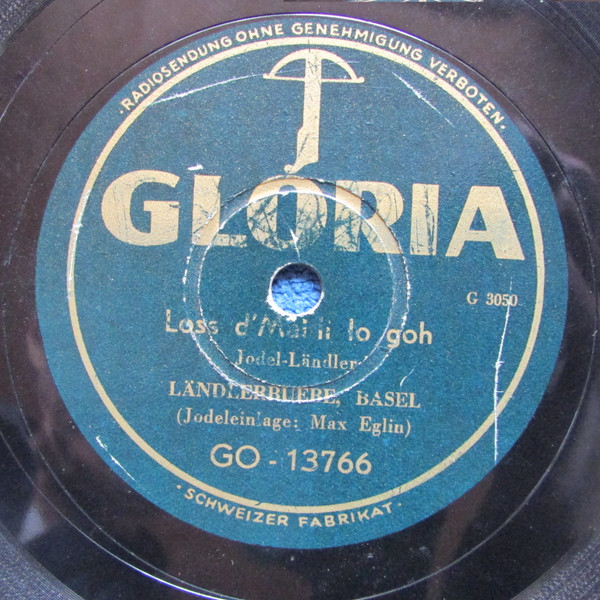 ·RADIOSENDUNG OHNE GENEHMIGUNG VERBOTEN·
GLORIA
G 3050
Loss d' lo goh
Jodel-Ländler
LÄNDLERBUEBE, BASEL
(Jodeleinlage: Max Eglin)
GO - 13766
·SCHWEIZER FABRIKAT·